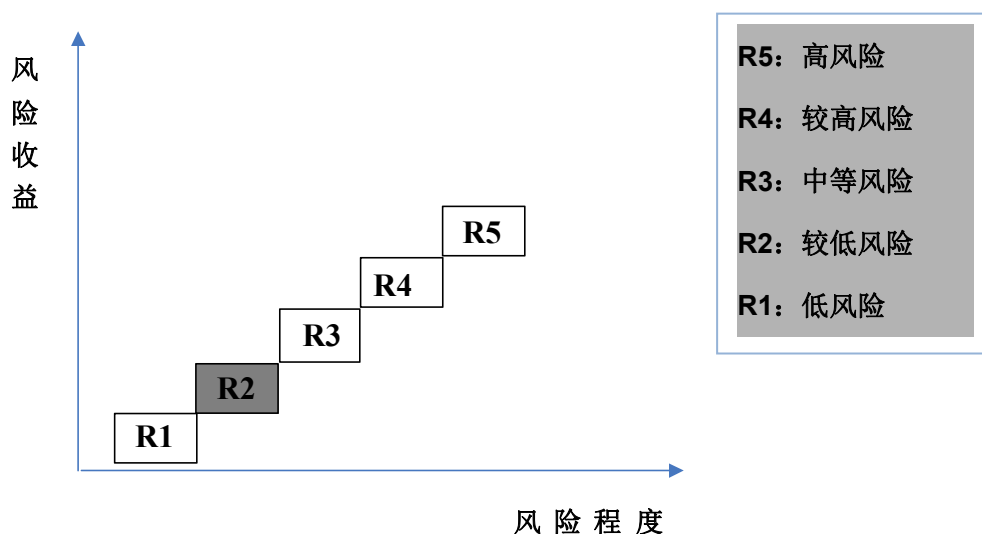 风险收益
R5
R4
R3
R2
R1
风险程度
R5：高风险
R4：较高风险
R3：中等风险
R2：较低风险
R1：低风险